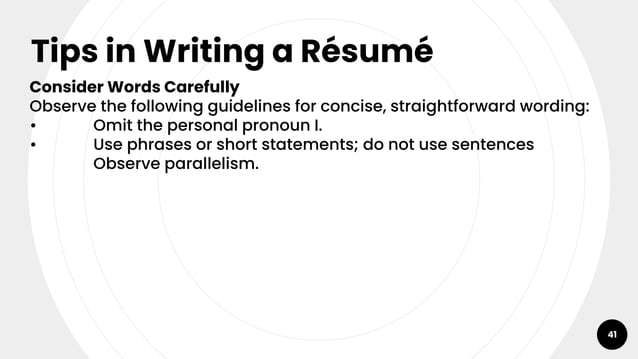 Tips in Writing a Résumé
Consider Words Carefully
Observe the following guidelines for concise, straightforward wording:
• Omit the personal pronoun I.
• Use phrases or short statements; do not use sentences
Observe parallelism.
41